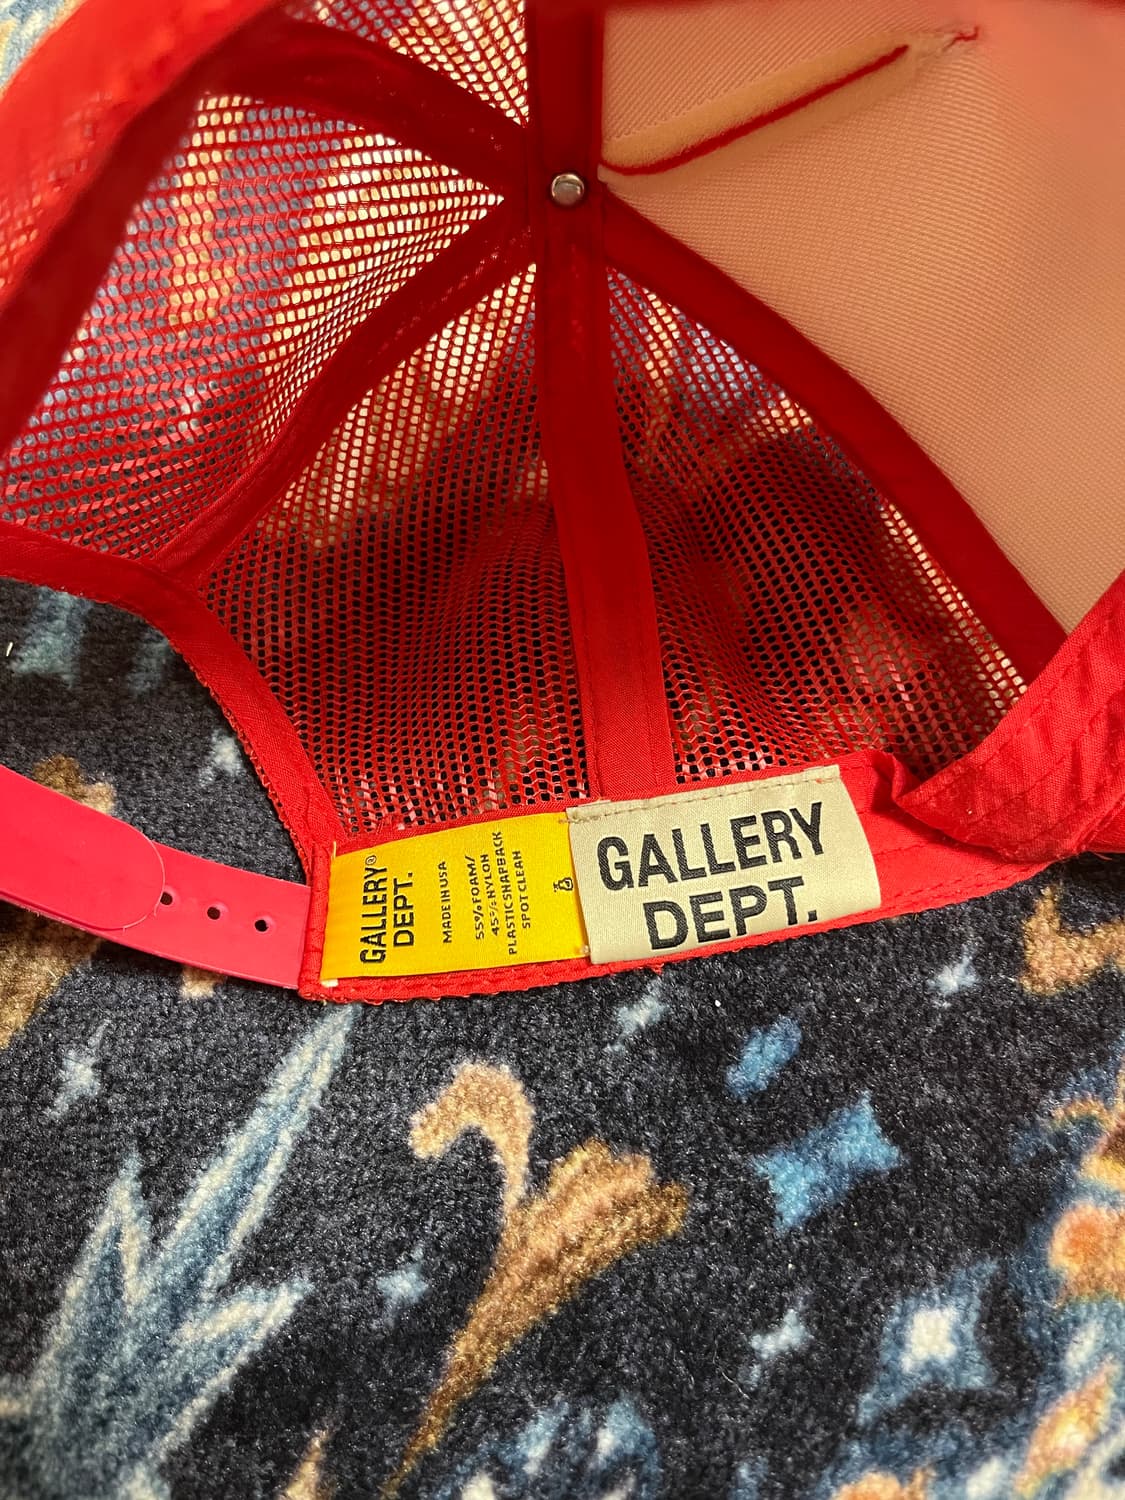 GALLERY®
DEPT.
MADE IN USA
55% FOAM/
45% NYLON
PLASTIC SNAPBACK
SPOT CLEAN
GALLERY
DEPT.